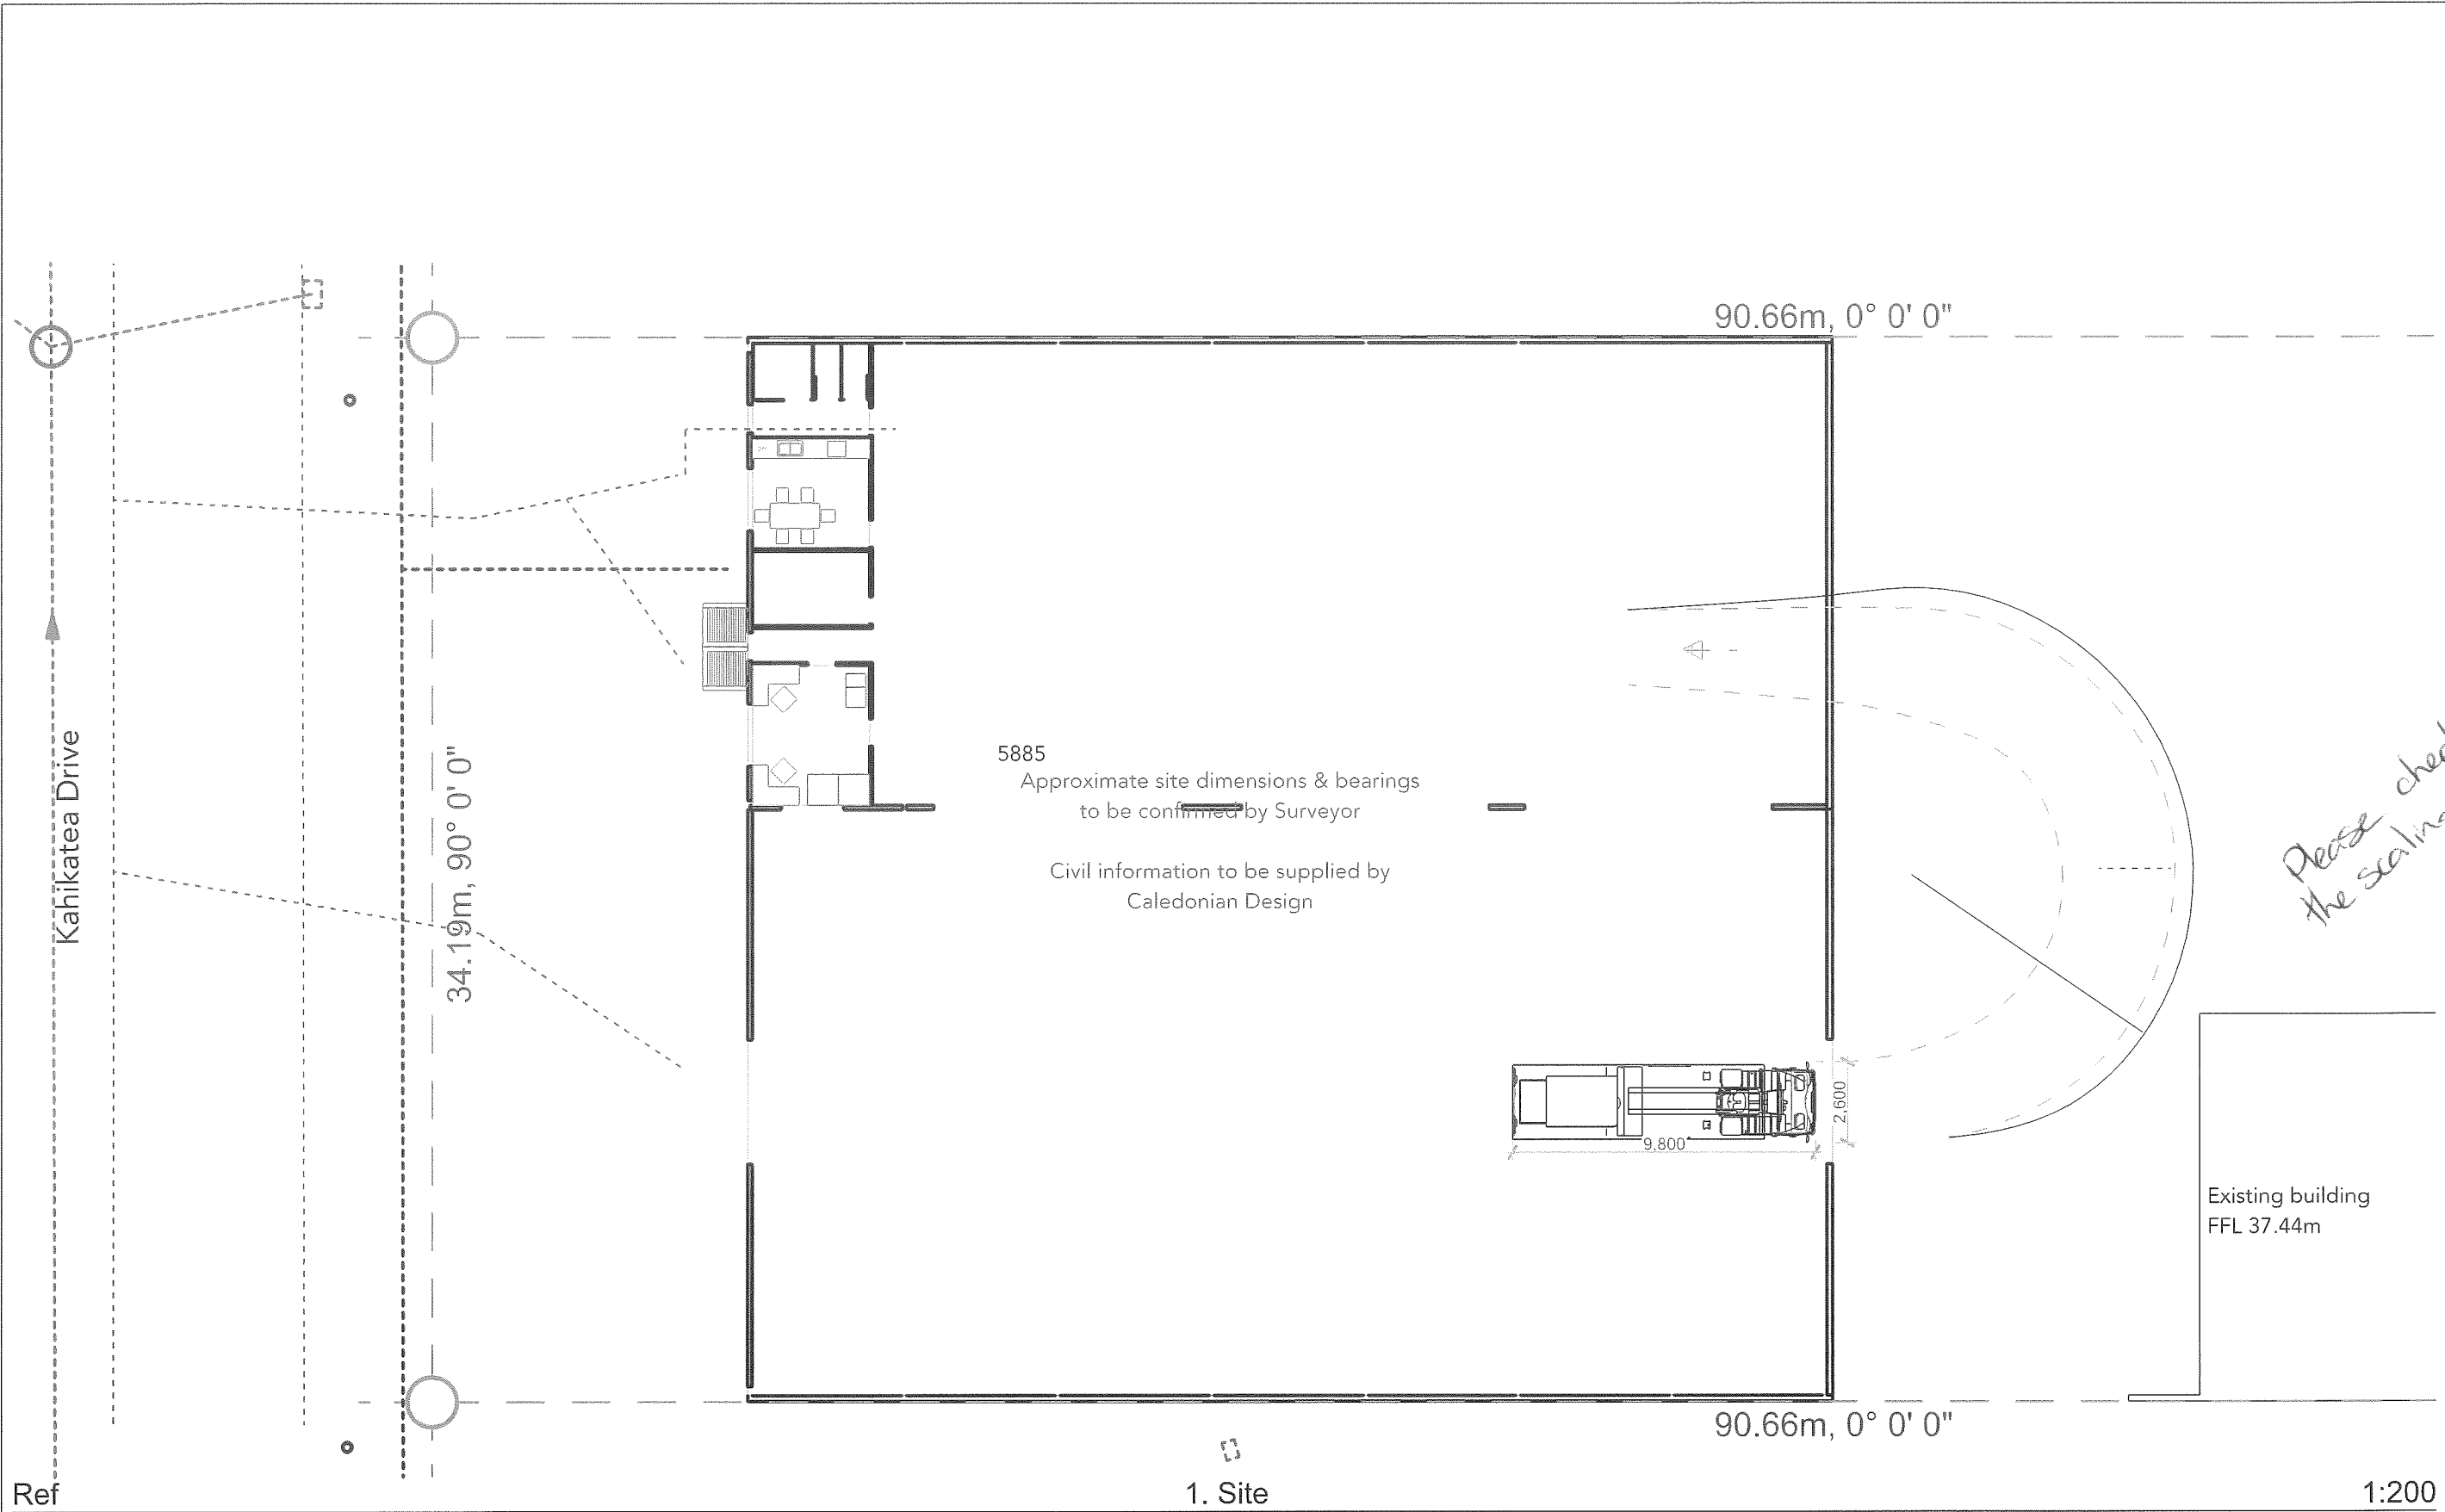 90.66m, 0° 0' 0"
Kahikatea Drive
34.19m, 90° 0' 0"
5885
Approximate site dimensions & bearings
to be confirmed by Surveyor
Civil information to be supplied by
Caledonian Design
Please
the
2,600
9,800
Existing building
FFL 37.44m
90.66m, 0° 0' 0"
Ref
1. Site
1:200